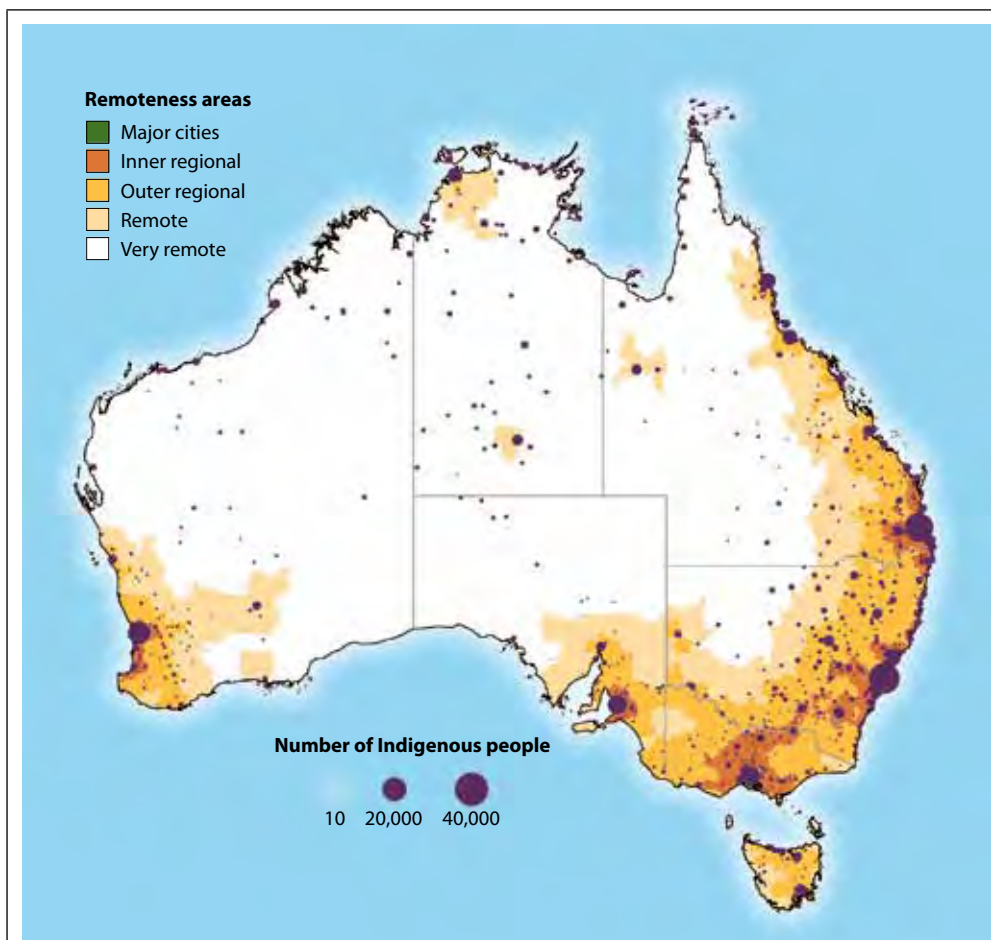 Remoteness areas
Major cities
Inner regional
Outer regional
Remote
Very remote
Number of Indigenous people
10 20,000 40,000